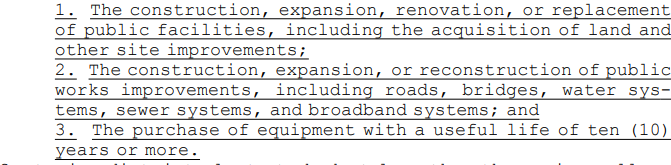 1. The construction, expansion, renovation, or replacement
of public facilities, including the acquisition of land and
other site improvements;
2. The construction, expansion, or reconstruction of public
works improvements, including roads, bridges, water sys-
tems, sewer systems, and broadband systems; and
3. The purchase of equipment with a useful life of ten (10)
years or more.